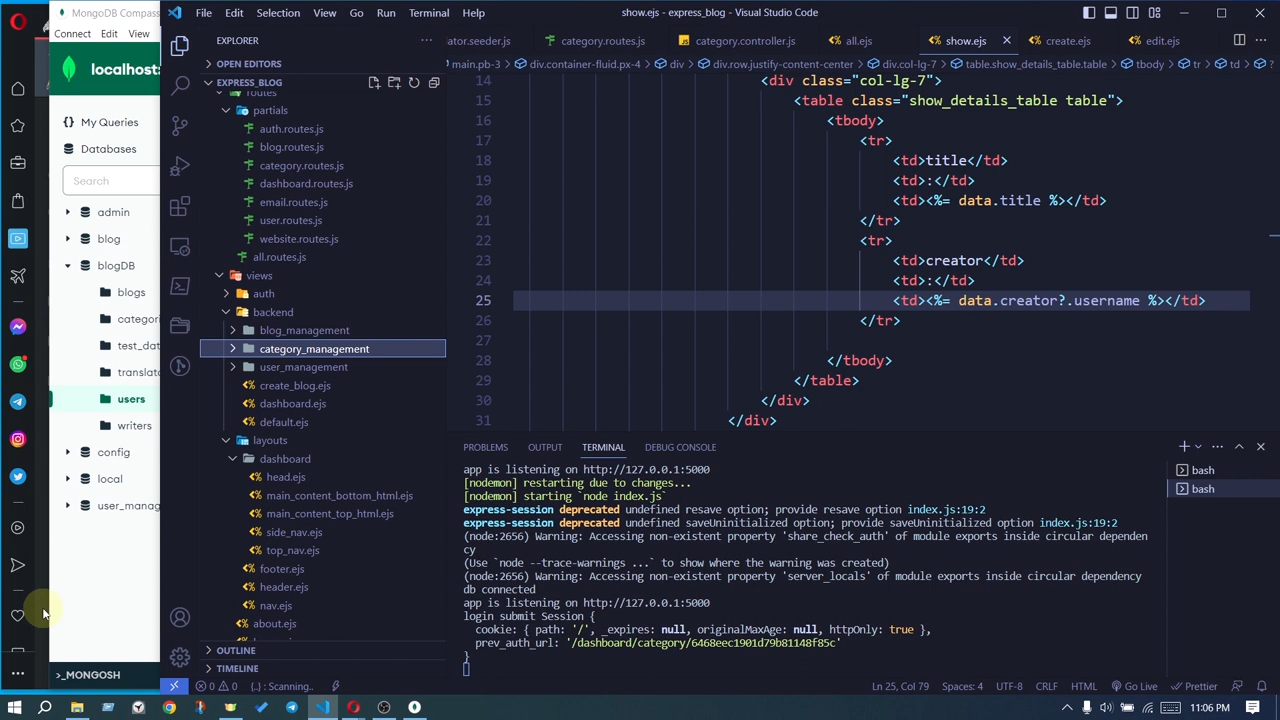 MongoDB Compass
Connect Edit View
localhost:
{} My Queries
Databases
Search
admin
blog
blogDB
blogs
categori
test_dat
translato
users
writers
config
local
user_manag
>_MONGOSH
File Edit Selection View Go Run Terminal Help
show.ejs - express_blog - Visual Studio Code
EXPLORER
OPEN EDITORS
EXPRESS_BLOG
routes
partials
auth.routes.js
blog.routes.js
category.routes.js
dashboard.routes.js
email.routes.js
user.routes.js
website.routes.js
all.routes.js
views
auth
backend
blog_management
category_management
user_management
create_blog.ejs
dashboard.ejs
default.ejs
layouts
dashboard
head.ejs
main_content_bottom_html.ejs
main_content_top_html.ejs
side_nav.ejs
top_nav.ejs
footer.ejs
header.ejs
nav.ejs
about.ejs
OUTLINE
TIMELINE
ator.seeder.js category.routes.js category.controller.js all.ejs show.ejs create.ejs edit.ejs
main.pb-3 > div.container-fluid.px-4 > div > div.row.justify-content-center > div.col-lg-7 > table.show_details_table.table > tbody > tr > td > ?
14 <div class="col-lg-7">
15 <table class="show_details_table table">
16 <tbody>
17 <tr>
18 <td>title</td>
19 <td>:</td>
20 <td><%= data.title %></td>
21 </tr>
22 <tr>
23 <td>creator</td>
24 <td>:</td>
25 <td><%= data.creator?.username %></td>
26 </tr>
27
28 </tbody>
29 </table>
30 </div>
31 </div>
PROBLEMS OUTPUT TERMINAL DEBUG CONSOLE
bash
bash
app is listening on http://127.0.0.1:5000
[nodemon] restarting due to changes...
[nodemon] starting `node index.js`
express-session deprecated undefined resave option; provide resave option index.js:19:2
express-session deprecated undefined saveUninitialized option; provide saveUninitialized option index.js:19:2
(node:2656) Warning: Accessing non-existent property 'share_check_auth' of module exports inside circular dependen
cy
(Use `node --trace-warnings ...` to show where the warning was created)
(node:2656) Warning: Accessing non-existent property 'server_locals' of module exports inside circular dependency
db connected
app is listening on http://127.0.0.1:5000
login submit Session {
cookie: { path: '/', _expires: null, originalMaxAge: null, httpOnly: true },
prev_auth_url: '/dashboard/category/6468eec1901d79b81148f85c'
}
0 0 {..} : Scanning.. Ln 25, Col 79 Spaces: 4 UTF-8 CRLF HTML Go Live Prettier
11:06 PM